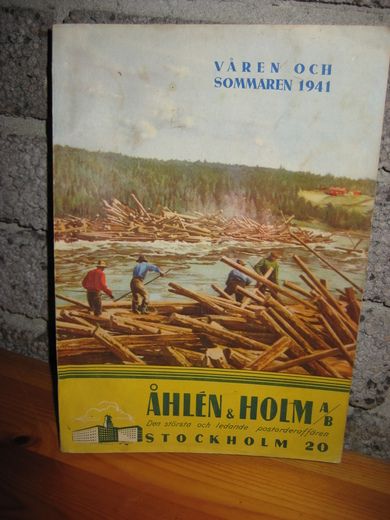 VÅREN OCH
SOMMAREN 1941
ÅHLÉN & HOLM A/B
Den största och ledande postorderaffären
STOCKHOLM 20